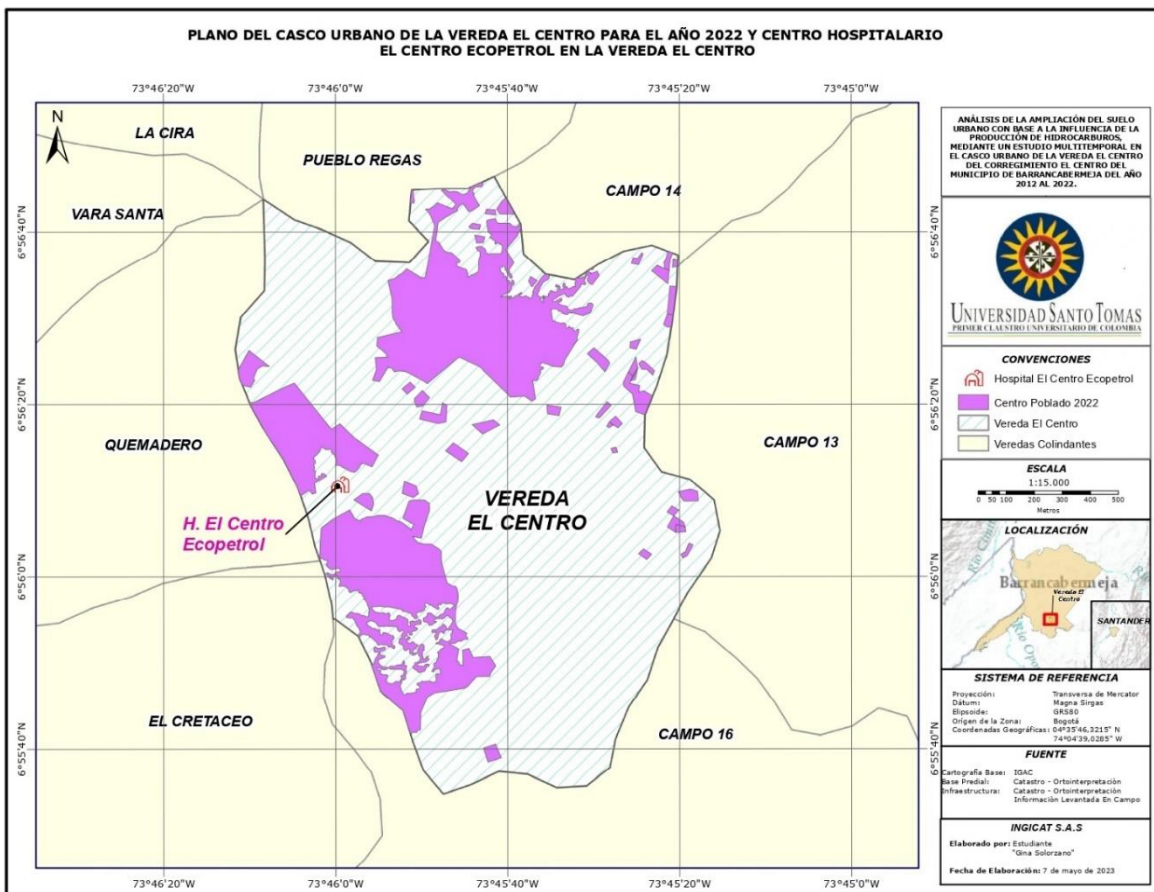 PLANO DEL CASCO URBANO DE LA VEREDA EL CENTRO PARA EL AÑO 2022 Y CENTRO HOSPITALARIO
EL CENTRO ECOPETROL EN LA VEREDA EL CENTRO
73°46'20"W 73°46'0"W 73°45'40"W 73°45'20"W 73°45'0"W
N
LA CIRA
PUEBLO REGAS
CAMPO 14
VARA SANTA
6°56'40"N 6°56'40"N
6°56'20"N 6°56'20"N
QUEMADERO
CAMPO 13
VEREDA
EL CENTRO
H. El Centro
Ecopetrol
6°56'0"N 6°56'0"N
EL CRETACEO
CAMPO 16
6°55'40"N 6°55'40"N
73°46'20"W 73°46'0"W 73°45'40"W 73°45'20"W 73°45'0"W
ANÁLISIS DE LA AMPLIACIÓN DEL SUELO
URBANO CON BASE A LA INFLUENCIA DE LA
PRODUCCIÓN DE HIDROCARBUROS,
MEDIANTE UN ESTUDIO MULTITEMPORAL EN
EL CASCO URBANO DE LA VEREDA EL CENTRO
DEL CORREGIMIENTO EL CENTRO DEL
MUNICIPIO DE BARRANCABERMEJA DEL AÑO
2012 AL 2022.
UNIVERSIDAD SANTO TOMAS
PRIMER CLAUSTRO UNIVERSITARIO DE COLOMBIA
CONVENCIONES
Hospital El Centro Ecopetrol
Centro Poblado 2022
Vereda El Centro
Veredas Colindantes
ESCALA
1:15.000
0 50 100 200 300 400 500
Metros
LOCALIZACIÓN
Barrancabermeja
Vereda El
Centro
SANTANDER
Río Opo
SISTEMA DE REFERENCIA
Proyección: Transversa de Mercator
Dátum: Magna Sirgas
Elipsoide: GRS80
Origen de la Zona: Bogotá
Coordenadas Geográficas: 04°35'46,3215" N
74°04'39,0285" W
FUENTE
Cartografía Base: IGAC
Base Predial: Catastro - Ortointerpretación
Infraestructura: Catastro - Ortointerpretación
Información Levantada En Campo
INGICAT S.A.S
Elaborado por: Estudiante
"Gina Solorzano"
Fecha de Elaboración: 7 de mayo de 2023